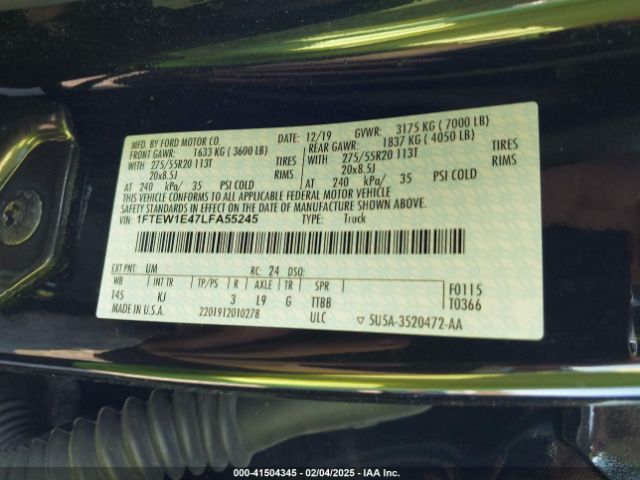 MFD. BY FORD MOTOR CO. DATE: 12/19 GVWR: 3175 KG ( 7000 LB)
FRONT GAWR: 1633 KG ( 3600 LB) REAR GAWR: 1837 KG ( 4050 LB)
WITH 275/55R20 113T TIRES WITH 275/55R20 113T TIRES
20x8.5J RIMS 20x8.5J RIMS
AT 240 kPa/ 35 PSI COLD AT 240 kPa/ 35 PSI COLD
THIS VEHICLE CONFORMS TO ALL APPLICABLE FEDERAL MOTOR VEHICLE
SAFETY STANDARDS IN EFFECT ON THE DATE OF MANUFACTURE SHOWN ABOVE.
VIN: 1FTEW1E47LFA55245 TYPE: Truck
EXT PNT: UM RC: 24 DSO:
WB INT TR TP/PS R AXLE TR SPR F0115
145 KJ 3 L9 G TTBB T0366
MADE IN U.S.A. 2201912010278 ULC ▽ 5U5A-3520472-AA
000-41504345 - 02/04/2025 - IAA Inc.